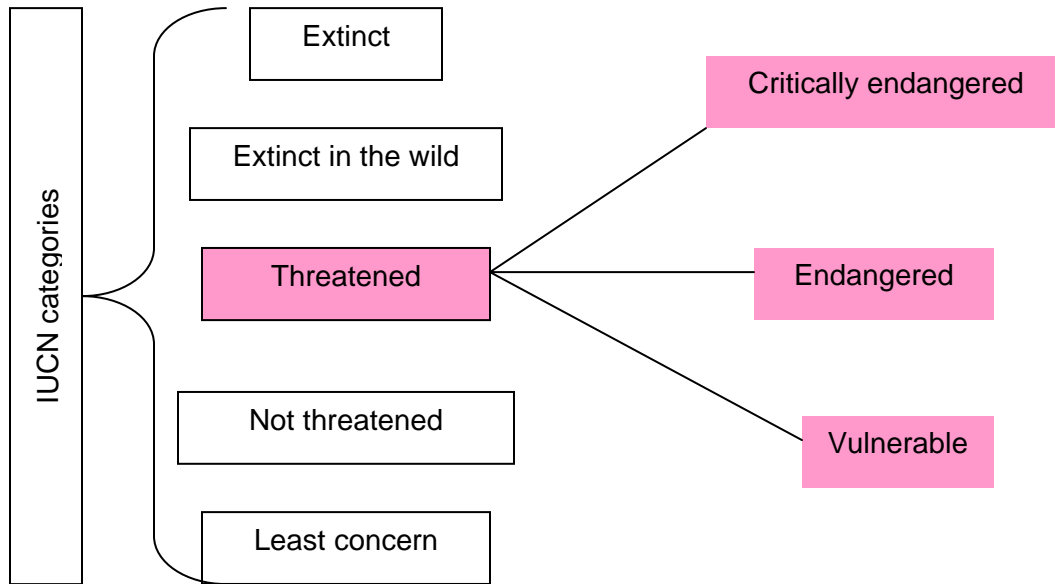 IUCN categories
Extinct
Extinct in the wild
Threatened
Not threatened
Least concern
Critically endangered
Endangered
Vulnerable